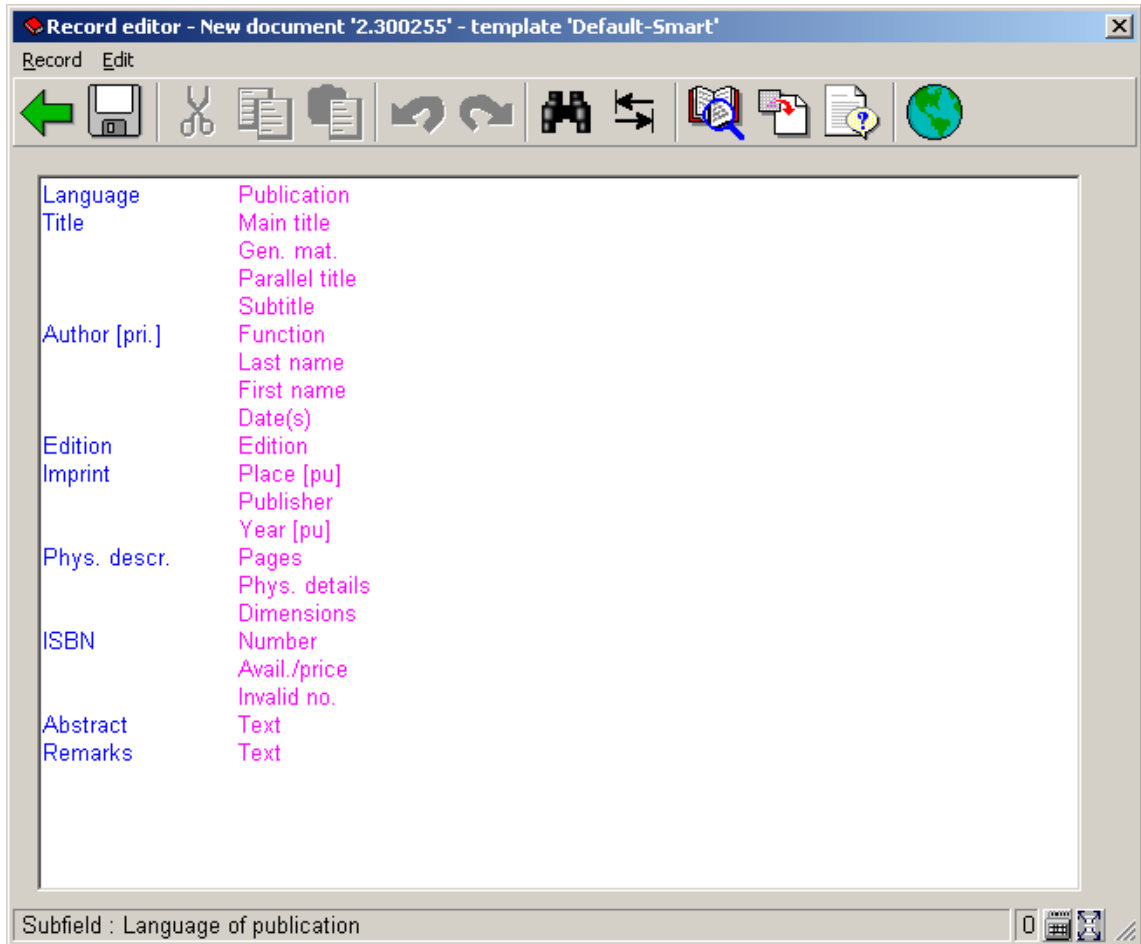 Record editor - New document '2.300255' - template 'Default-Smart'
Record Edit
Language Publication
Title Main title
Gen. mat.
Parallel title
Subtitle
Author [pri.] Function
Last name
First name
Date(s)
Edition Edition
Imprint Place [pu]
Publisher
Year [pu]
Phys. descr. Pages
Phys. details
Dimensions
ISBN Number
Avail./price
Invalid no.
Abstract Text
Remarks Text
Subfield : Language of publication 0